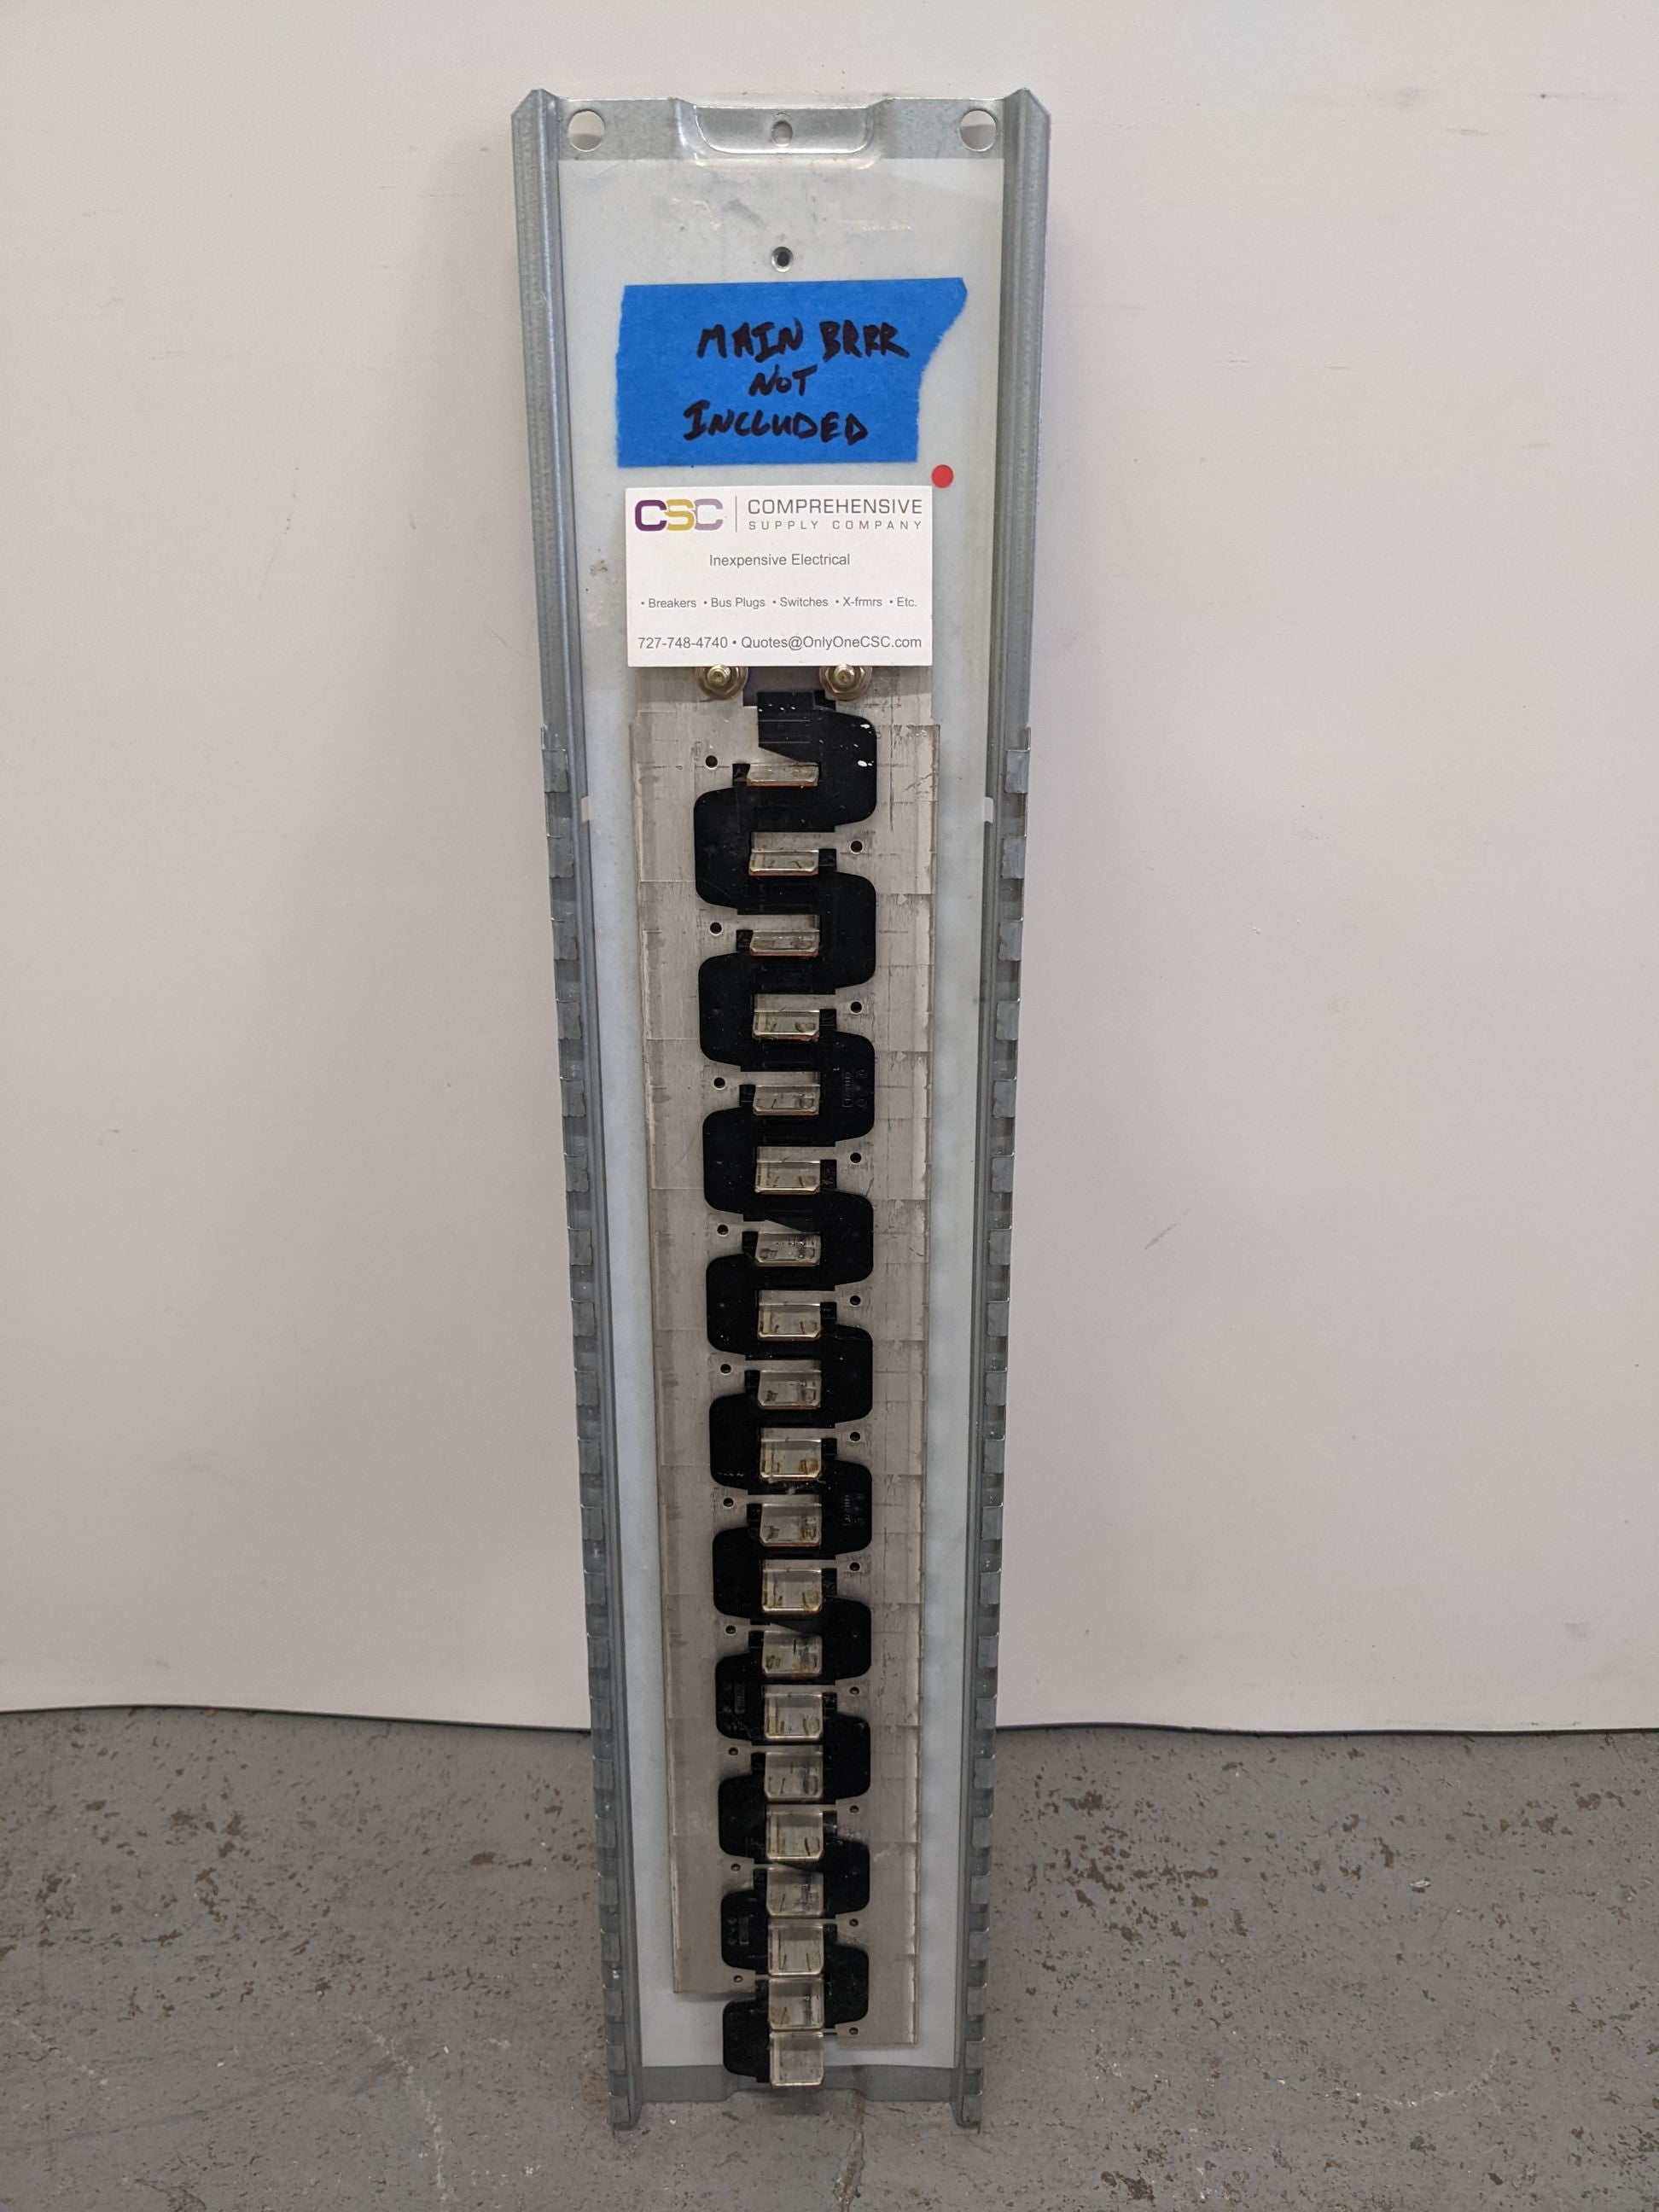 MAIN BRKR
NOT
INCLUDED
CSC COMPREHENSIVE
SUPPLY COMPANY
Inexpensive Electrical
• Breakers • Bus Plugs • Switches • X-frmrs • Etc.
727-748-4740 • Quotes@OnlyOneCSC.com